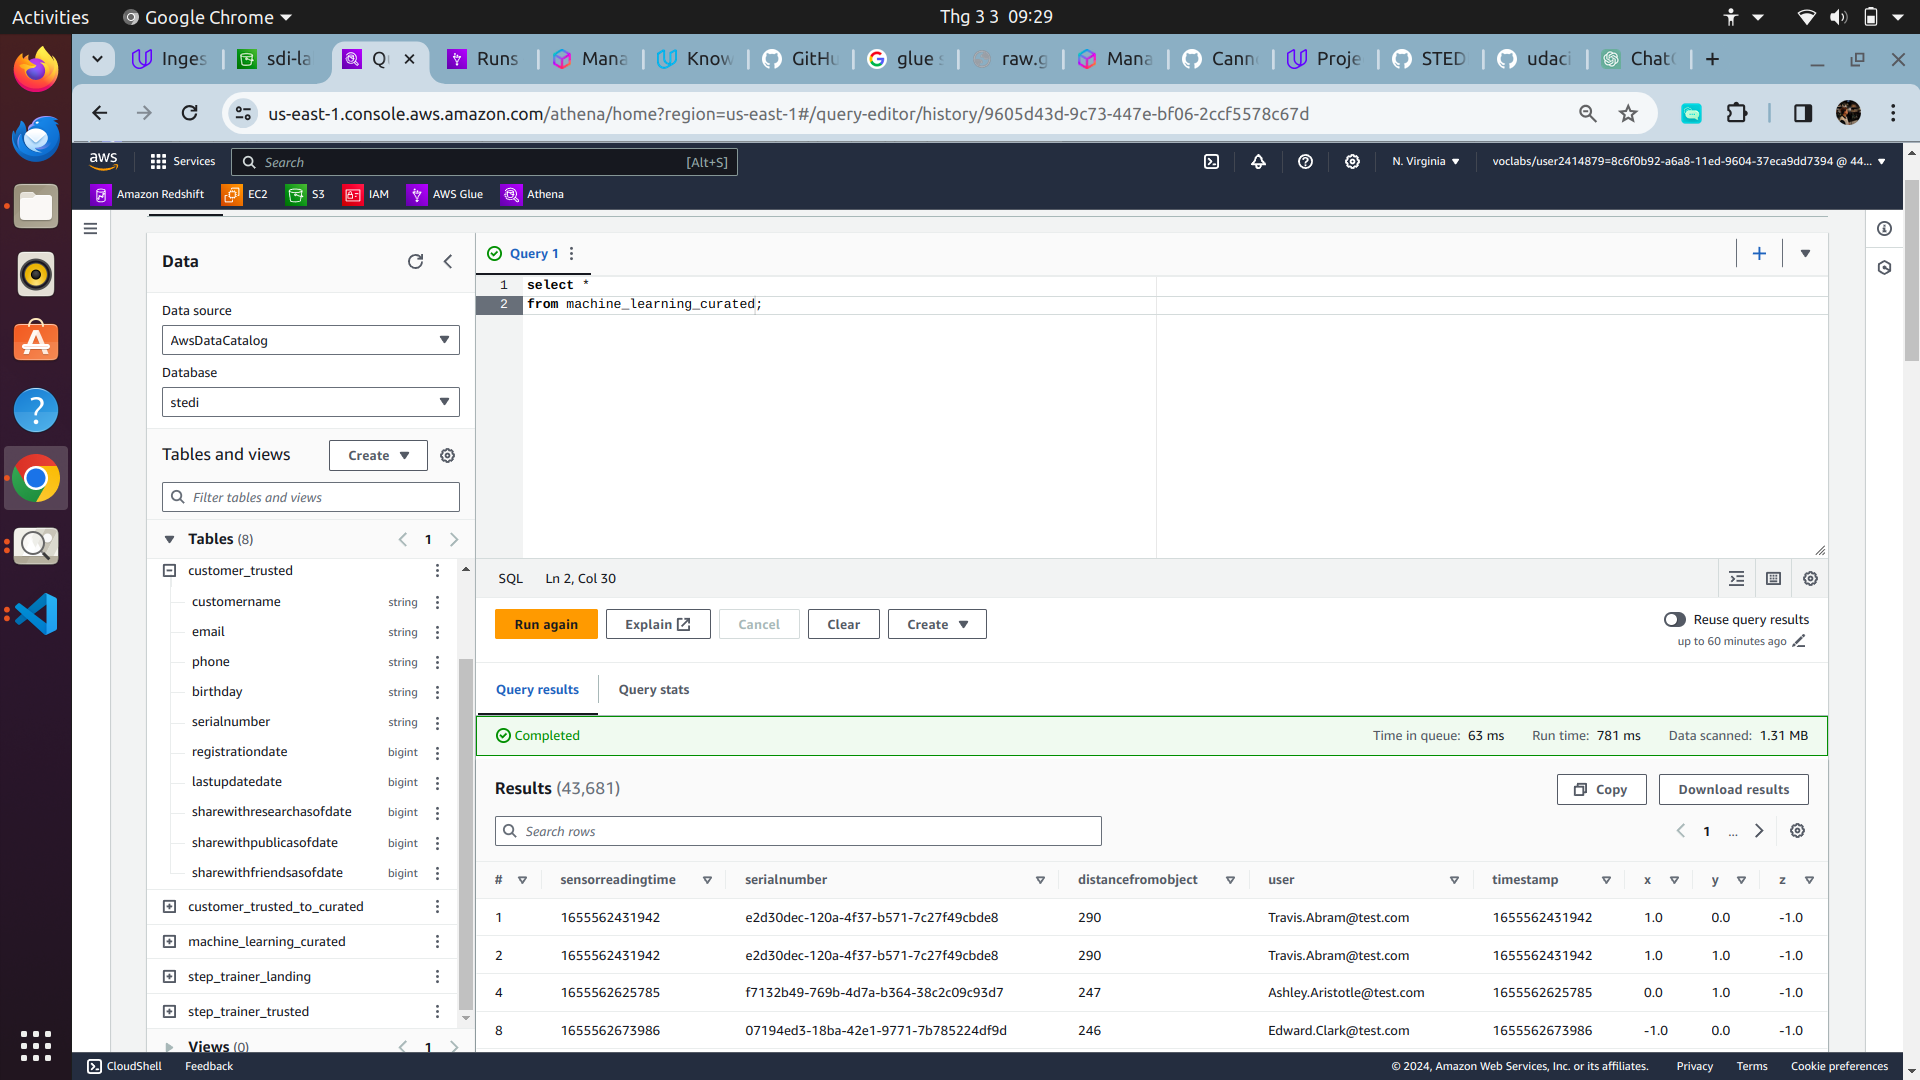 Activities
Google Chrome
Thg 3 3 09:29
Inges
sdi-la
Q
Runs
Mana
Know
GitHu
glue s
raw.g
Mana
Cann
Proje
STED
udaci
Chat
us-east-1.console.aws.amazon.com/athena/home?region=us-east-1#/query-editor/history/9605d43d-9c73-447e-bf06-2ccf5578c67d
aws
Services
Search
[Alt+S]
N. Virginia
voclabs/user2414879=8c6f0b92-a6a8-11ed-9604-37eca9dd7394 @ 44...
Amazon Redshift
EC2
S3
IAM
AWS Glue
Athena
Data
Data source
AwsDataCatalog
Database
stedi
Tables and views
Create
Filter tables and views
Tables (8)
1
customer_trusted
customername string
email string
phone string
birthday string
serialnumber string
registrationdate bigint
lastupdatedate bigint
sharewithresearchasofdate bigint
sharewithpublicasofdate bigint
sharewithfriendsasofdate bigint
customer_trusted_to_curated
machine_learning_curated
step_trainer_landing
step_trainer_trusted
Views (0)
1
Query 1
1 select *
2 from machine_learning_curated;
SQL
Ln 2, Col 30
Run again
Explain
Cancel
Clear
Create
Reuse query results
up to 60 minutes ago
Query results
Query stats
Completed
Time in queue: 63 ms
Run time: 781 ms
Data scanned: 1.31 MB
Results (43,681)
Copy
Download results
Search rows
1 ...
# sensorreadingtime serialnumber distancefromobject user timestamp x y z
1 1655562431942 e2d30dec-120a-4f37-b571-7c27f49cbde8 290 Travis.Abram@test.com 1655562431942 1.0 0.0 -1.0
2 1655562431942 e2d30dec-120a-4f37-b571-7c27f49cbde8 290 Travis.Abram@test.com 1655562431942 0.0 1.0 -1.0
4 1655562625785 f7132b49-769b-4d7a-b364-38c2c09c93d7 247 Ashley.Aristotle@test.com 1655562625785 0.0 1.0 -1.0
8 1655562673986 07194ed3-18ba-42e1-9771-7b785224df9d 246 Edward.Clark@test.com 1655562673986 -1.0 0.0 -1.0
CloudShell
Feedback
© 2024, Amazon Web Services, Inc. or its affiliates.
Privacy
Terms
Cookie preferences